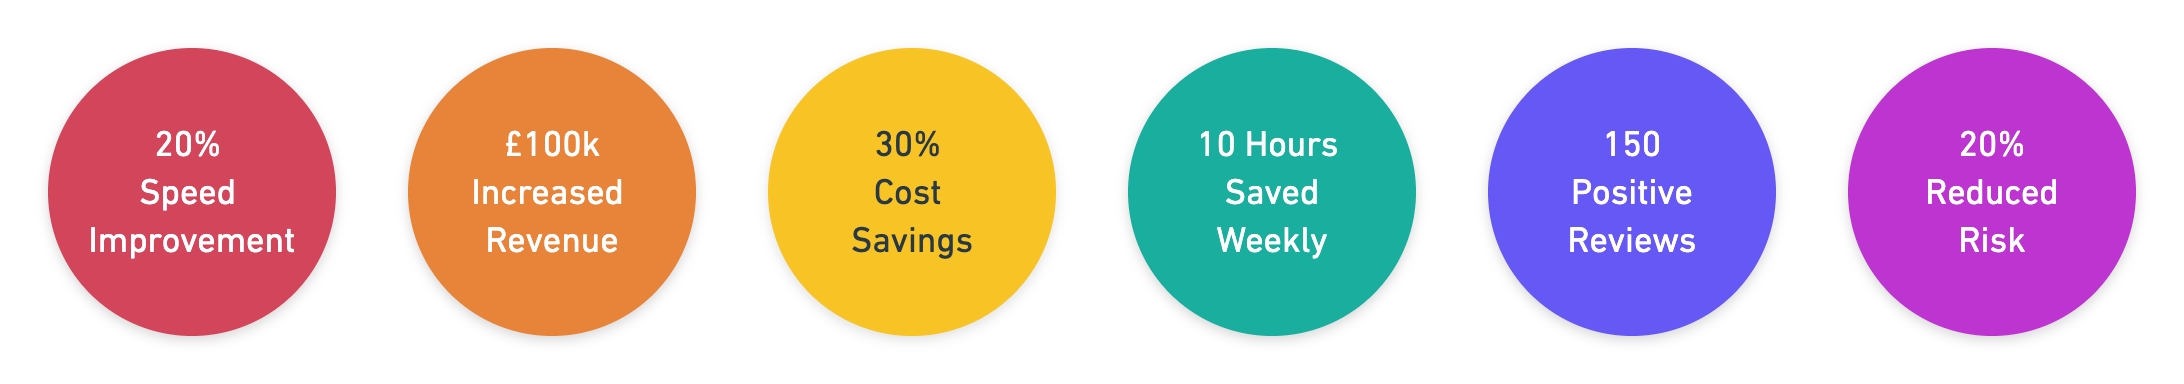 20%
Speed
Improvement
£100k
Increased
Revenue
30%
Cost
Savings
10 Hours
Saved
Weekly
150
Positive
Reviews
20%
Reduced
Risk